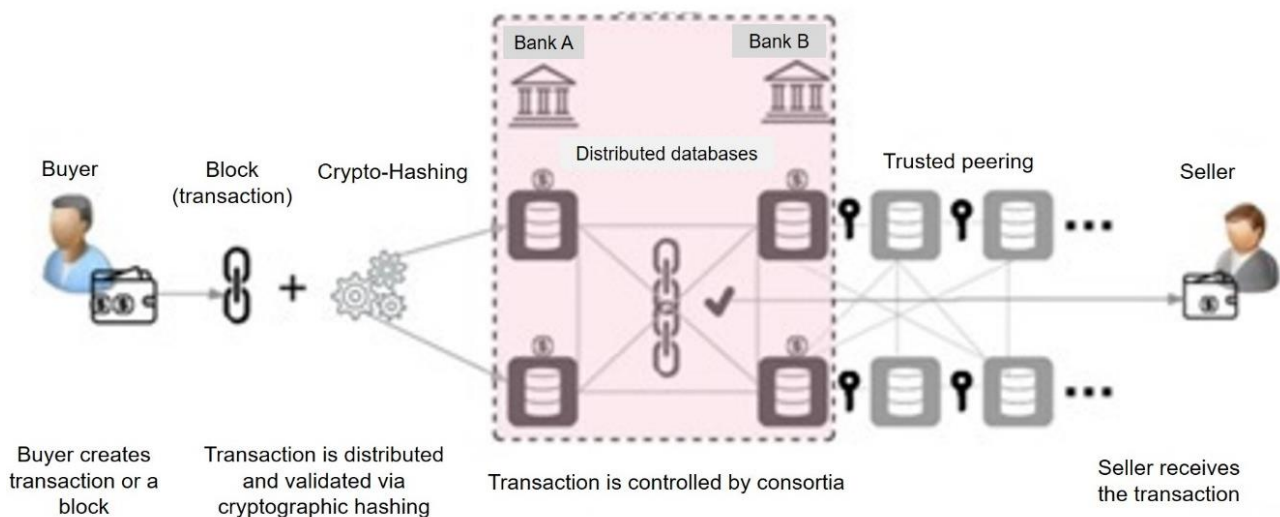 Bank A
Bank B
Distributed databases
Buyer
Block
(transaction)
Crypto-Hashing
Trusted peering
Seller
Buyer creates
transaction or a
block
Transaction is distributed
and validated via
cryptographic hashing
Transaction is controlled by consortia
Seller receives
the transaction